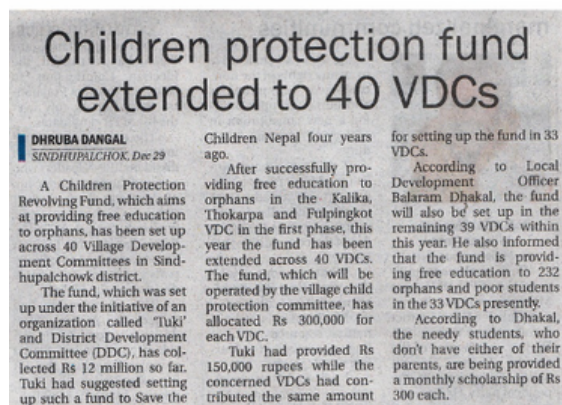 Children protection fund
extended to 40 VDCs
DHRUBA DANGAL
SINDHUPALCHOK, Dec 29
A Children Protection
Revolving Fund, which aims
at providing free education
to orphans, has been set up
across 40 Village Develop-
ment Committees in Sind-
hupalchowk district.
The fund, which was set
up under the initiative of an
organization called 'Tuki'
and District Development
Committee (DDC), has col-
lected Rs 12 million so far.
Tuki had suggested setting
up such a fund to Save the
Children Nepal four years
ago.
After successfully pro-
viding free education to
orphans in the Kalika,
Thokarpa and Fulpingkot
VDC in the first phase, this
year the fund has been
extended across 40 VDCs.
The fund, which will be
operated by the village child
protection committee, has
allocated Rs 300,000 for
each VDC.
Tuki had provided Rs
150,000 rupees while the
concerned VDCs had con-
tributed the same amount
for setting up the fund in 33
VDCs.
According to Local
Development Officer
Balaram Dhakal, the fund
will also be set up in the
remaining 39 VDCs within
this year. He also informed
that the fund is provid-
ing free education to 232
orphans and poor students
in the 33 VDCs presently.
According to Dhakal,
the needy students, who
don't have either of their
parents, are being provided
a monthly scholarship of Rs
300 each.